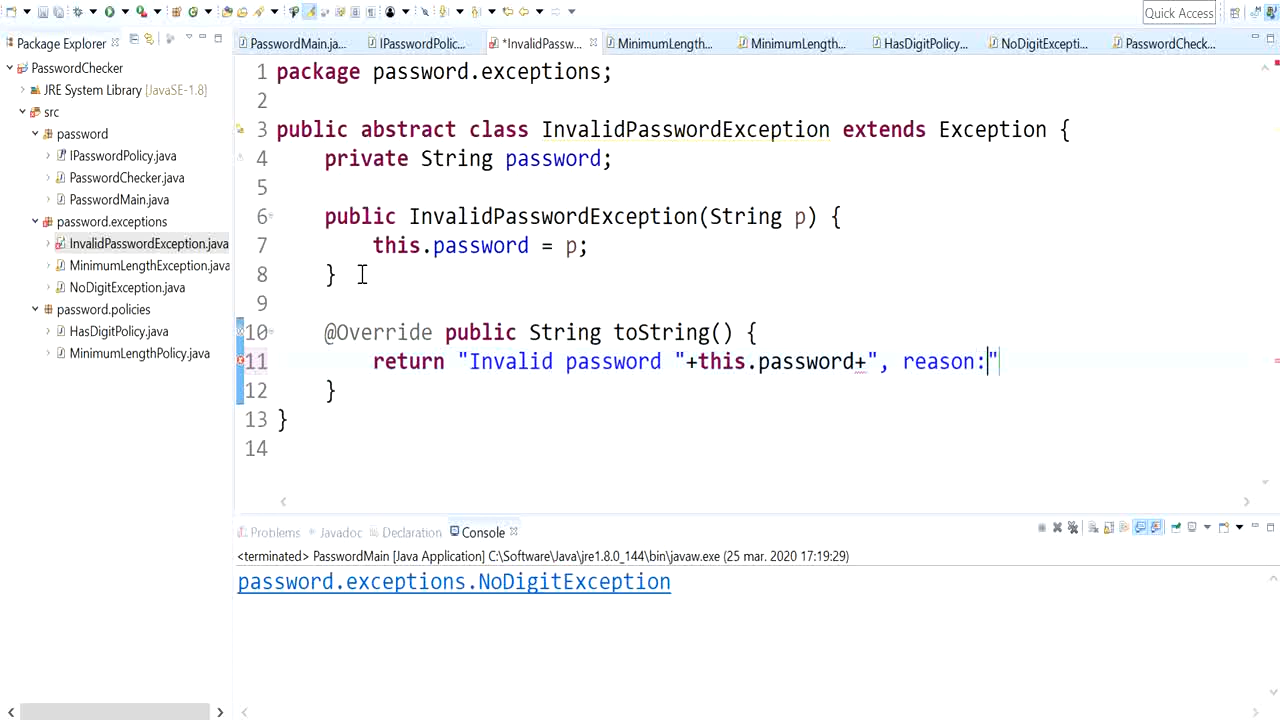 Quick Access
Package Explorer
PasswordMain.ja...
IPasswordPolic...
*InvalidPassw...
MinimumLength...
MinimumLength...
HasDigitPolicy...
NoDigitExcepti...
PasswordCheck...
PasswordChecker
JRE System Library [JavaSE-1.8]
src
password
IPasswordPolicy.java
PasswordChecker.java
PasswordMain.java
password.exceptions
InvalidPasswordException.java
MinimumLengthException.java
NoDigitException.java
password.policies
HasDigitPolicy.java
MinimumLengthPolicy.java
1 package password.exceptions;
2
3 public abstract class InvalidPasswordException extends Exception {
4 private String password;
5
6 public InvalidPasswordException(String p) {
7 this.password = p;
8 }
9
10 @Override public String toString() {
11 return "Invalid password "+this.password+", reason:"
12 }
13 }
14
Problems Javadoc Declaration Console
<terminated> PasswordMain [Java Application] C:\Software\Java\jre1.8.0_144\bin\javaw.exe (25 mar. 2020 17:19:29)
password.exceptions.NoDigitException